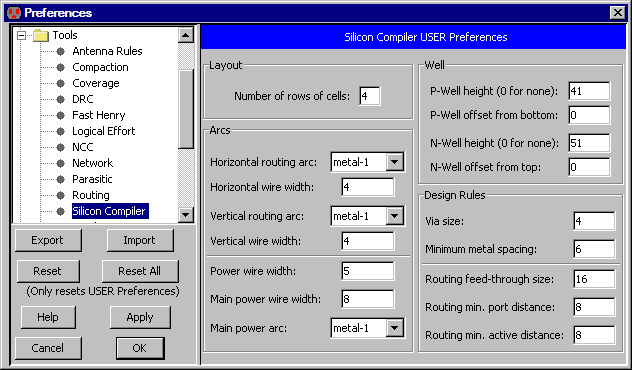 Preferences
Tools
Antenna Rules
Compaction
Coverage
DRC
Fast Henry
Logical Effort
NCC
Network
Parasitic
Routing
Silicon Compiler
Export
Import
Reset
Reset All
(Only resets USER Preferences)
Help
Apply
Cancel
OK
Silicon Compiler USER Preferences
Layout
Number of rows of cells: 4
Arcs
Horizontal routing arc: metal-1
Horizontal wire width: 4
Vertical routing arc: metal-1
Vertical wire width: 4
Power wire width: 5
Main power wire width: 8
Main power arc: metal-1
Well
P-Well height (0 for none): 41
P-Well offset from bottom: 0
N-Well height (0 for none): 51
N-Well offset from top: 0
Design Rules
Via size: 4
Minimum metal spacing: 6
Routing feed-through size: 16
Routing min. port distance: 8
Routing min. active distance: 8